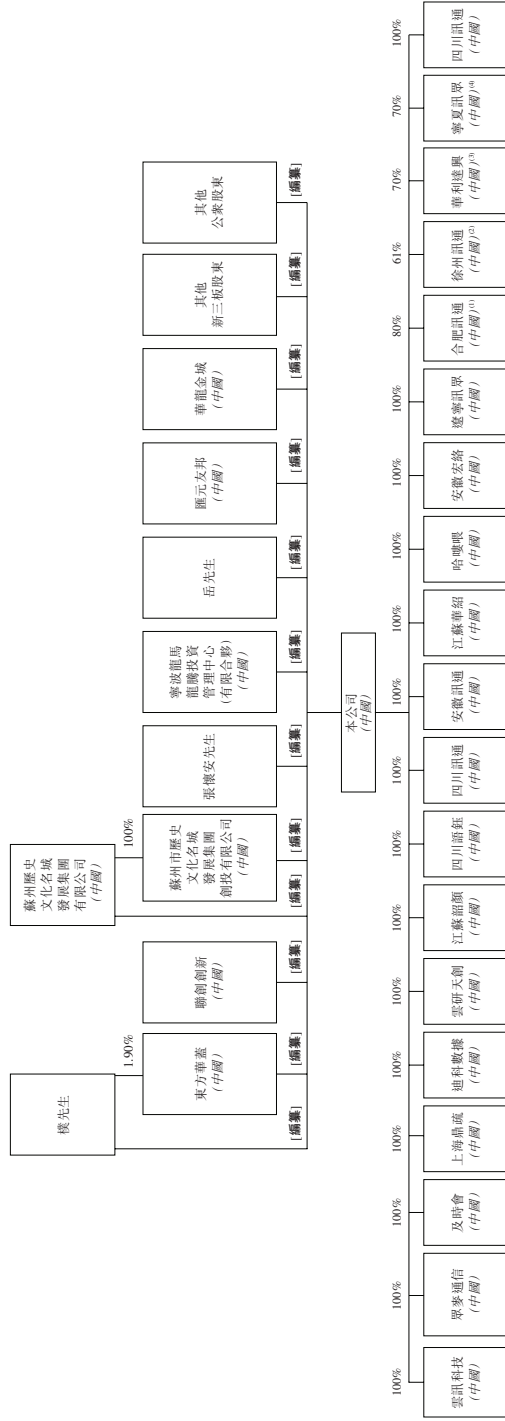 樸先生
蘇州歷史
文化名城
發展集團
有限公司
(中國)
1.90%
100%
東方華蓋
(中國)
聯創創新
(中國)
蘇州市歷史
文化名城
發展集團
創投有限公司
張懷安先生
寧波龍馬
龍騰投資
管理中心
(有限合夥)
(中國)
岳先生
匯元友邦
(中國)
華龍金城
(中國)
其他
新三板股東
其他
公眾股東
[編纂]
[編纂]
[編纂]
[編纂]
[編纂]
[編纂]
[編纂]
[編纂]
[編纂]
[編纂]
[編纂]
[編纂]
本公司
(中國)
100%
100%
100%
100%
100%
100%
100%
100%
100%
100%
100%
100%
100%
100%
80%
61%
70%
70%
100%
雲訊科技
(中國)
眾麥通信
(中國)
及時會
(中國)
上海鼎疏
(中國)
迪科數據
(中國)
雲研天創
(中國)
江蘇韶顏
(中國)
四川語鈺
(中國)
四川訊通
(中國)
安徽訊通
(中國)
江蘇華紹
(中國)
哈嘍喂
(中國)
安徽宏絡
(中國)
遼寧訊眾
(中國)
合肥訊通
(中國)(1)
徐州訊通
(中國)(2)
華利達興
(中國)(3)
寧夏訊眾
(中國)(4)
四川訊通
(中國)